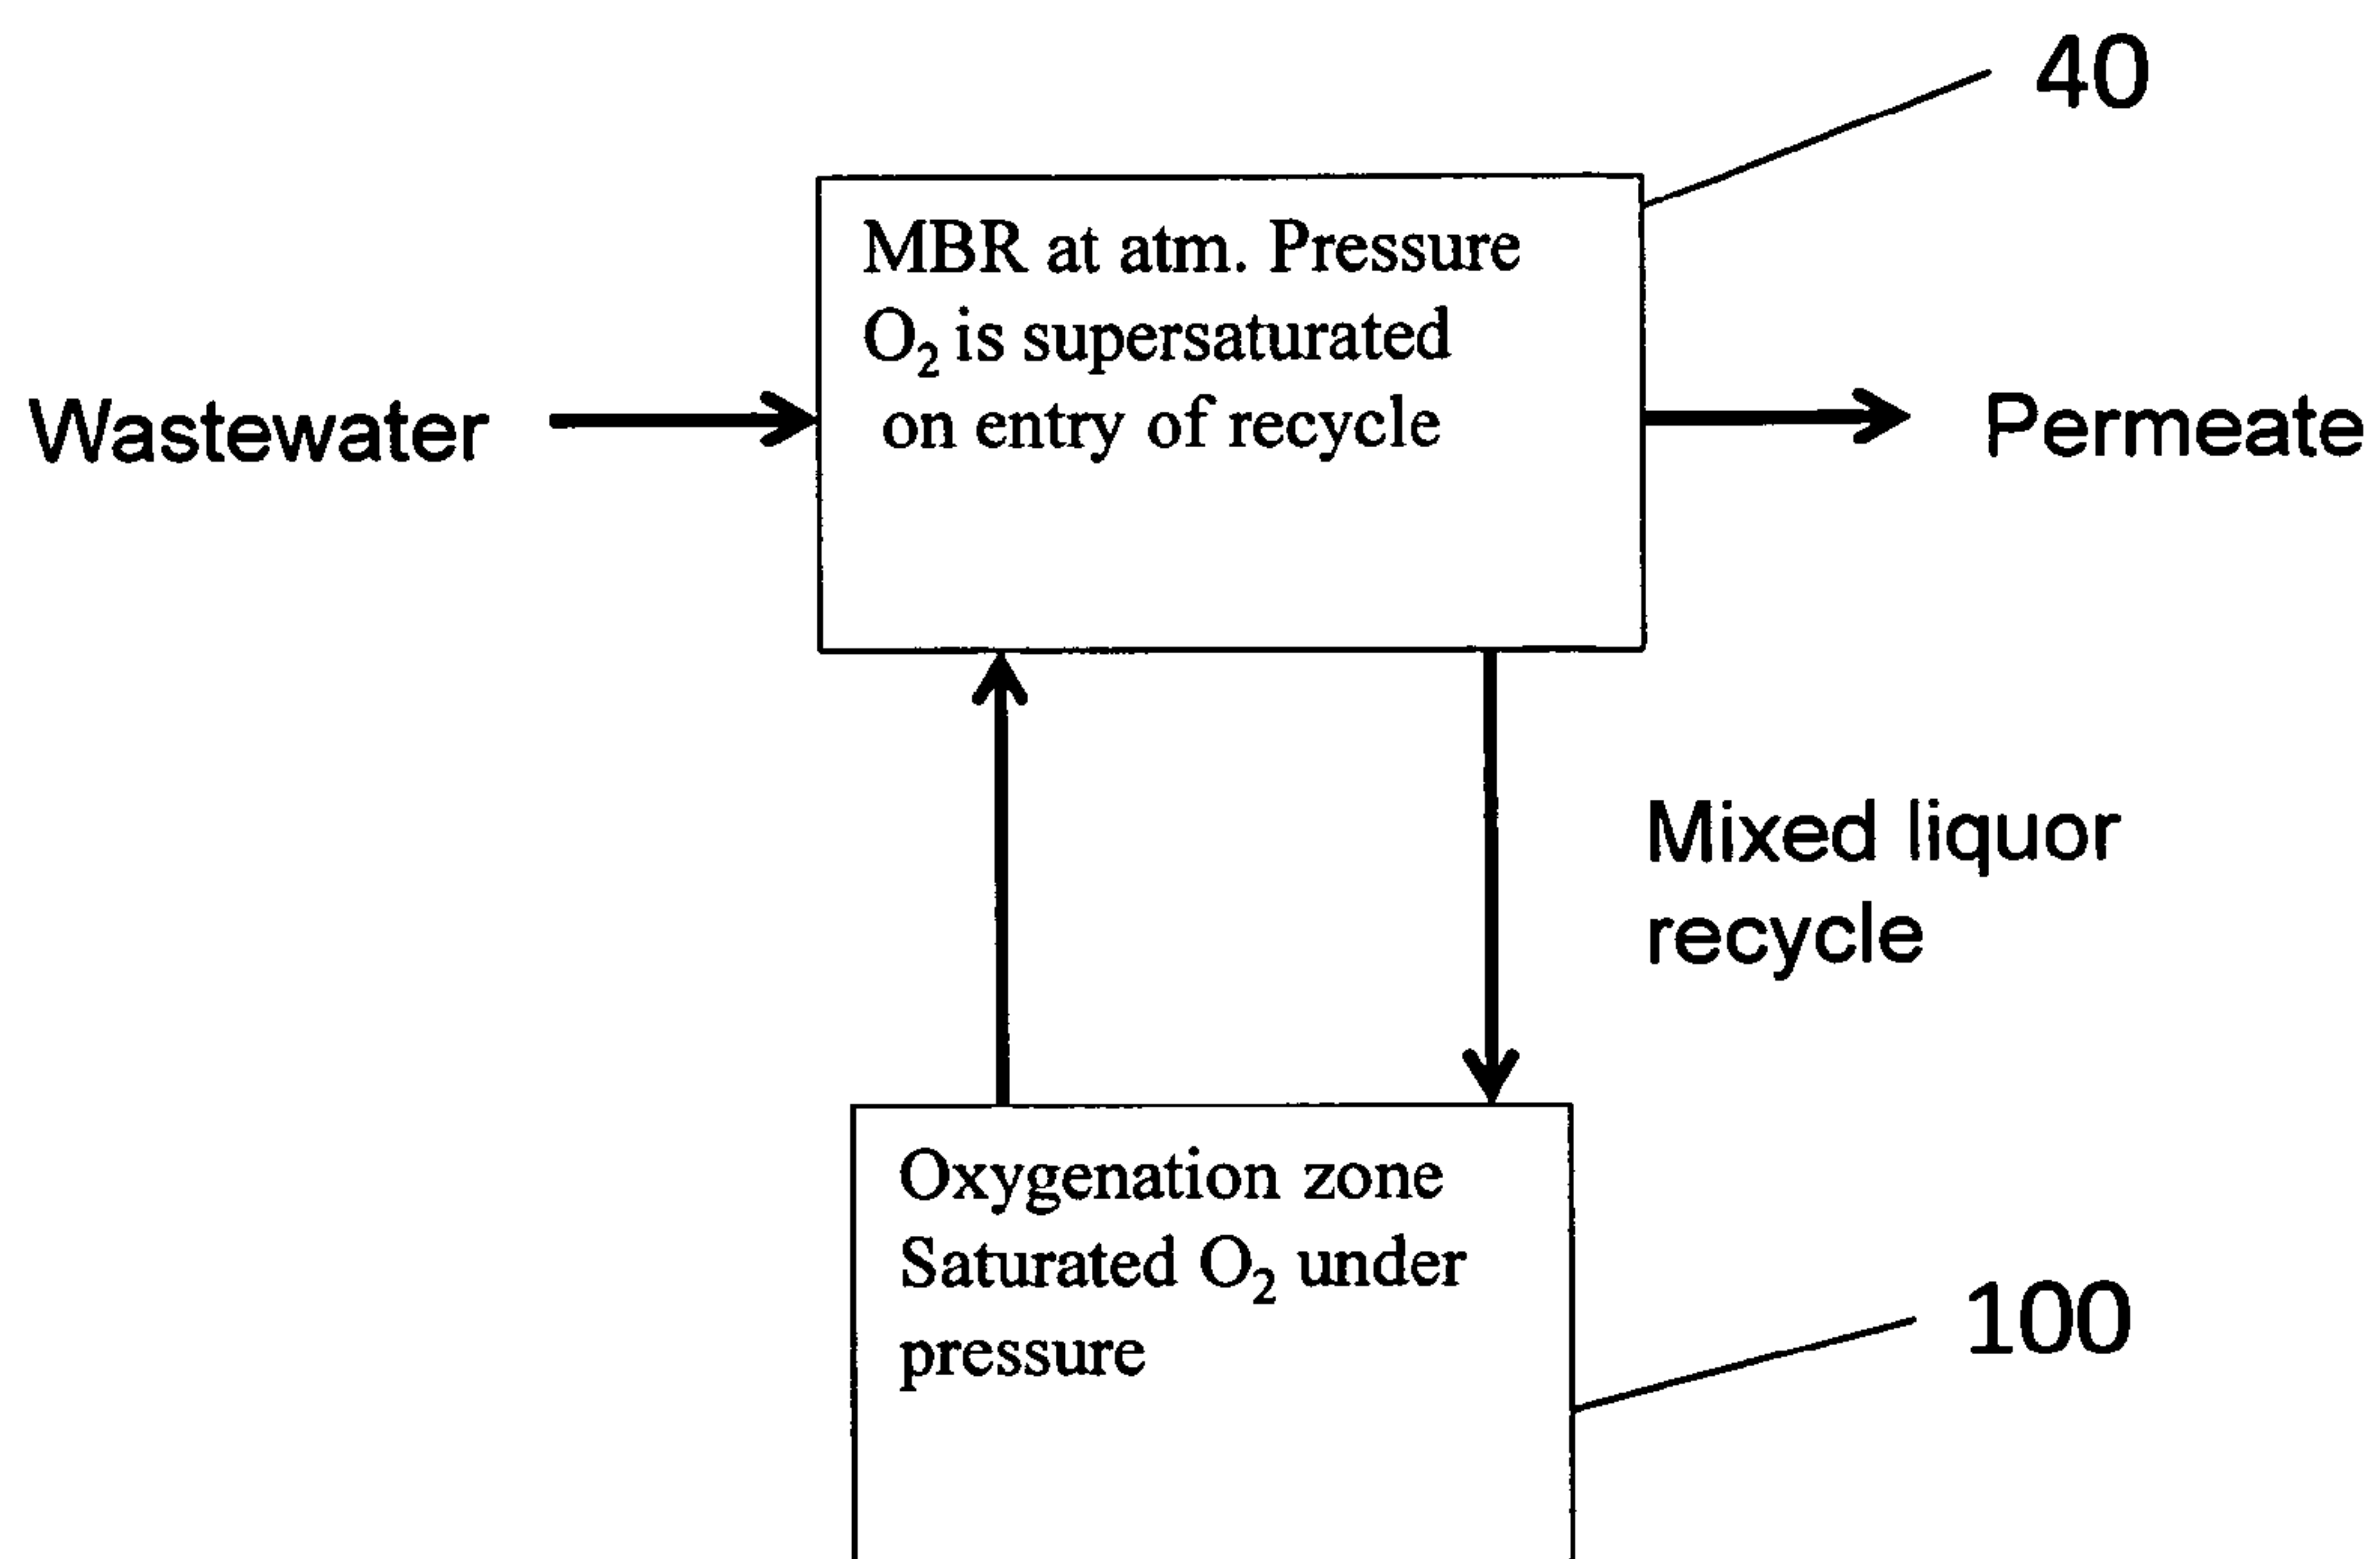 40
MBR at atm. Pressure
O₂ is supersaturated
on entry of recycle
Wastewater
Permeate
Mixed liquor
recycle
Oxygenation zone
Saturated O₂ under
pressure
100